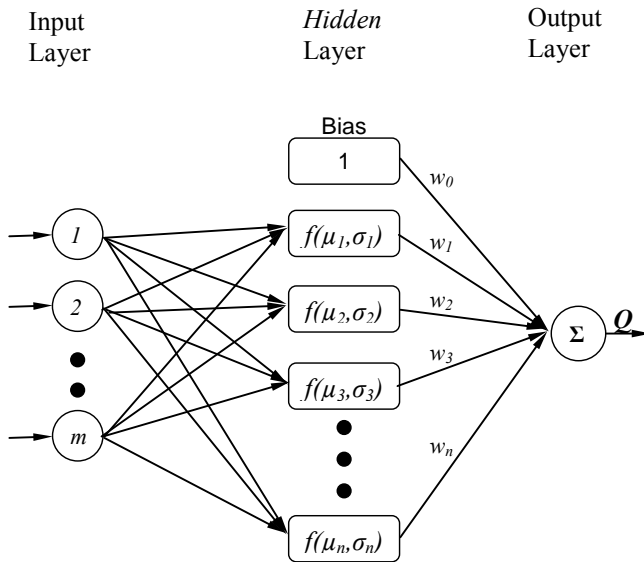 Input Layer
Hidden Layer
Output Layer
Bias
1
w0
1
f(μ1,σ1)
w1
2
f(μ2,σ2)
w2
Σ
Q
f(μ3,σ3)
w3
m
wn
f(μn,σn)